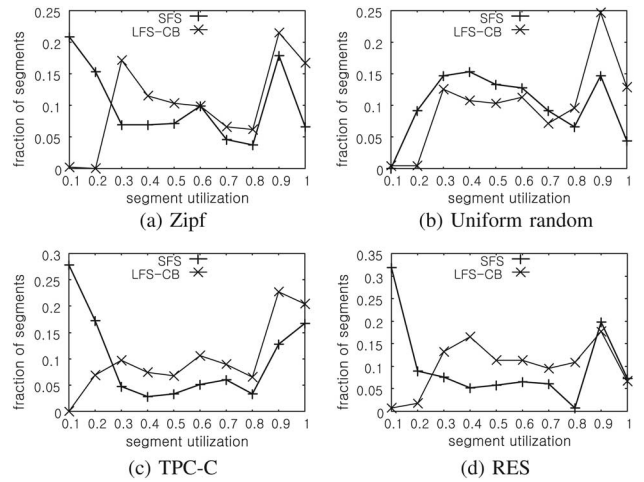 SFS
LFS-CB
fraction of segments
0.25
0.2
0.15
0.1
0.05
0
0.1 0.2 0.3 0.4 0.5 0.6 0.7 0.8 0.9 1
segment utilization
(a) Zipf
SFS
LFS-CB
fraction of segments
0.25
0.2
0.15
0.1
0.05
0
0.1 0.2 0.3 0.4 0.5 0.6 0.7 0.8 0.9 1
segment utilization
(b) Uniform random
SFS
LFS-CB
fraction of segments
0.3
0.25
0.2
0.15
0.1
0.05
0
0.1 0.2 0.3 0.4 0.5 0.6 0.7 0.8 0.9 1
segment utilization
(c) TPC-C
SFS
LFS-CB
fraction of segments
0.35
0.3
0.25
0.2
0.15
0.1
0.05
0
0.1 0.2 0.3 0.4 0.5 0.6 0.7 0.8 0.9 1
segment utilization
(d) RES